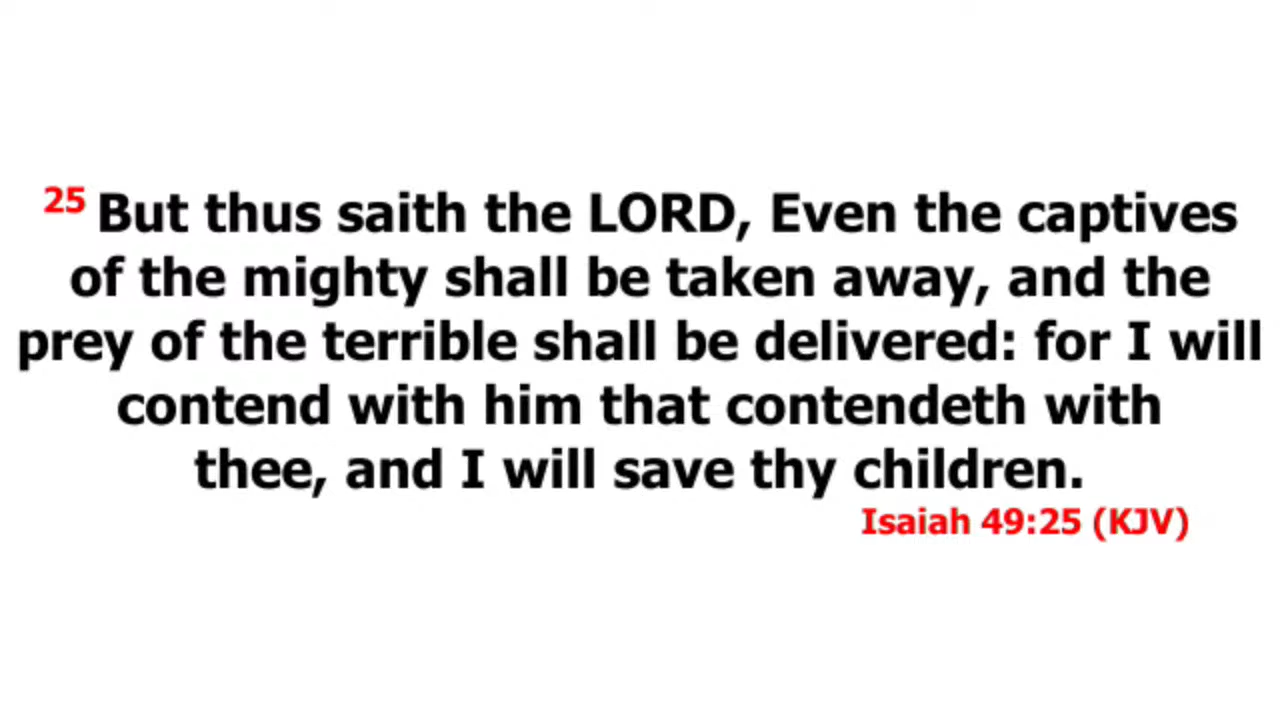 25 But thus saith the LORD, Even the captives
of the mighty shall be taken away, and the
prey of the terrible shall be delivered: for I will
contend with him that contendeth with
thee, and I will save thy children.
Isaiah 49:25 (KJV)